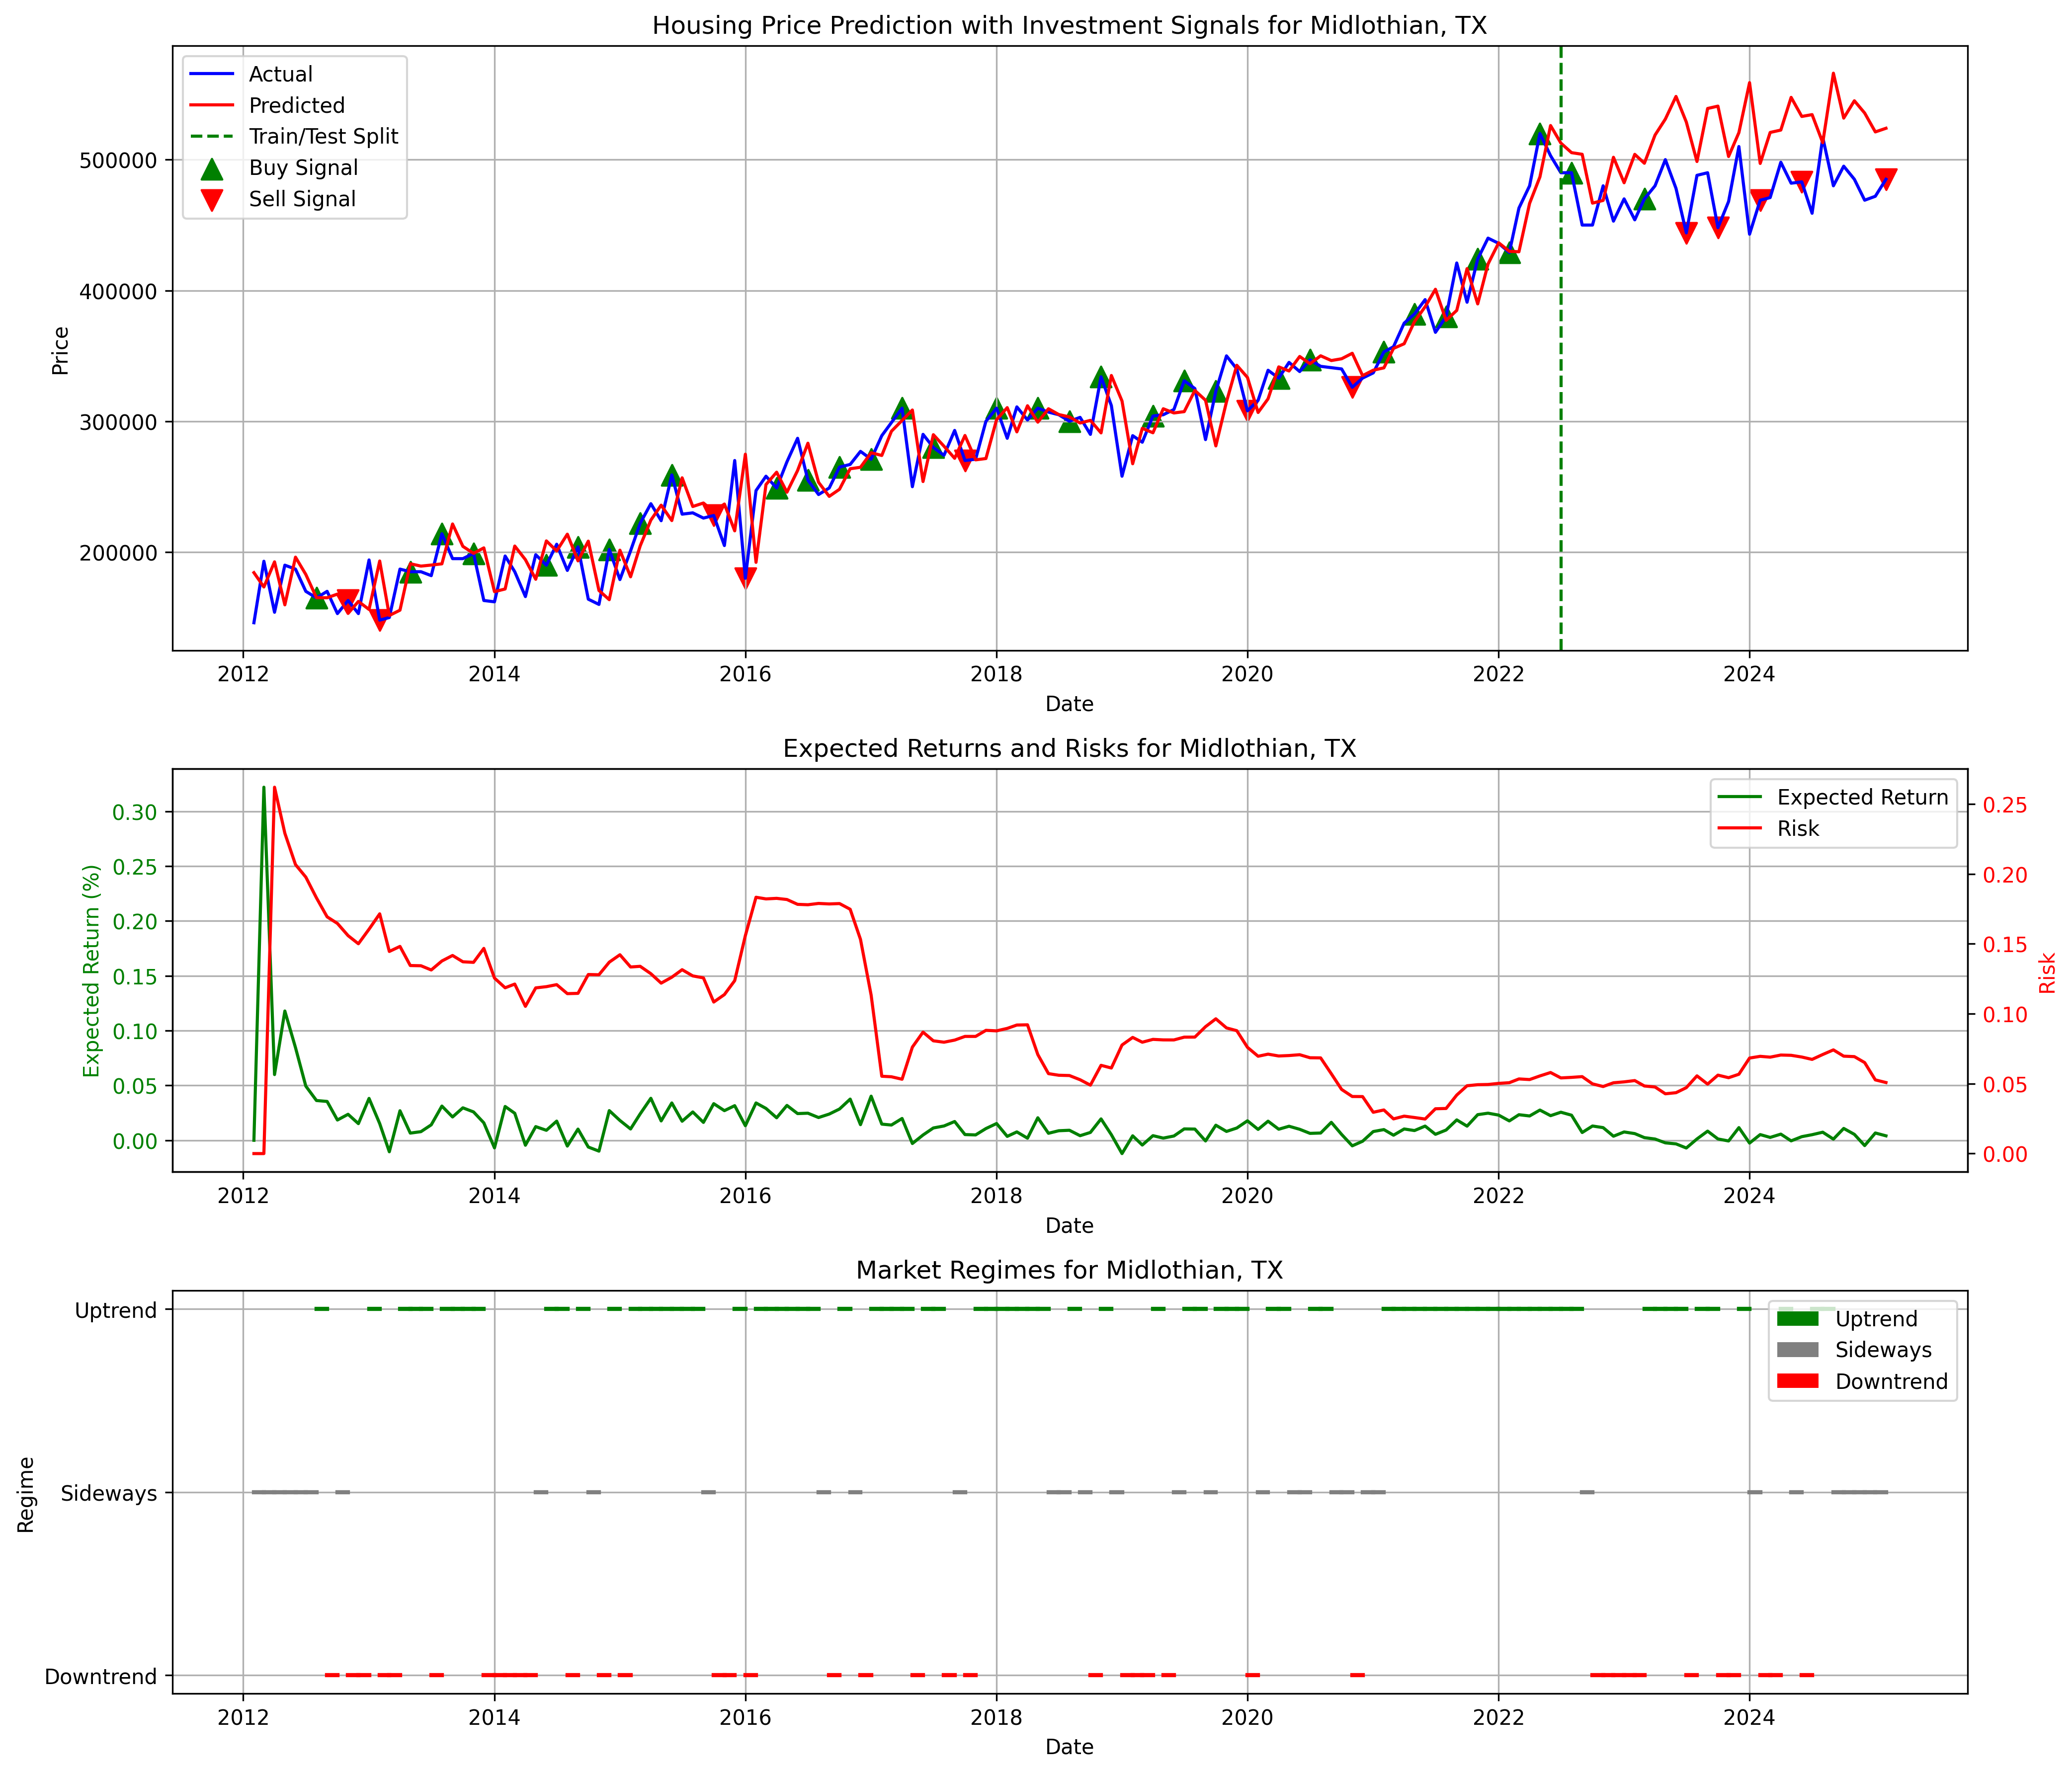 Housing Price Prediction with Investment Signals for Midlothian, TX
Actual
Predicted
Train/Test Split
Buy Signal
Sell Signal
Price
500000
400000
300000
200000
2012 2014 2016 2018 2020 2022 2024
Date
Expected Returns and Risks for Midlothian, TX
Expected Return
Risk
Expected Return (%)
0.30
0.25
0.20
0.15
0.10
0.05
0.00
0.25
0.20
0.15
0.10
0.05
0.00
Risk
2012 2014 2016 2018 2020 2022 2024
Date
Market Regimes for Midlothian, TX
Uptrend
Sideways
Downtrend
Regime
Uptrend
Sideways
Downtrend
2012 2014 2016 2018 2020 2022 2024
Date